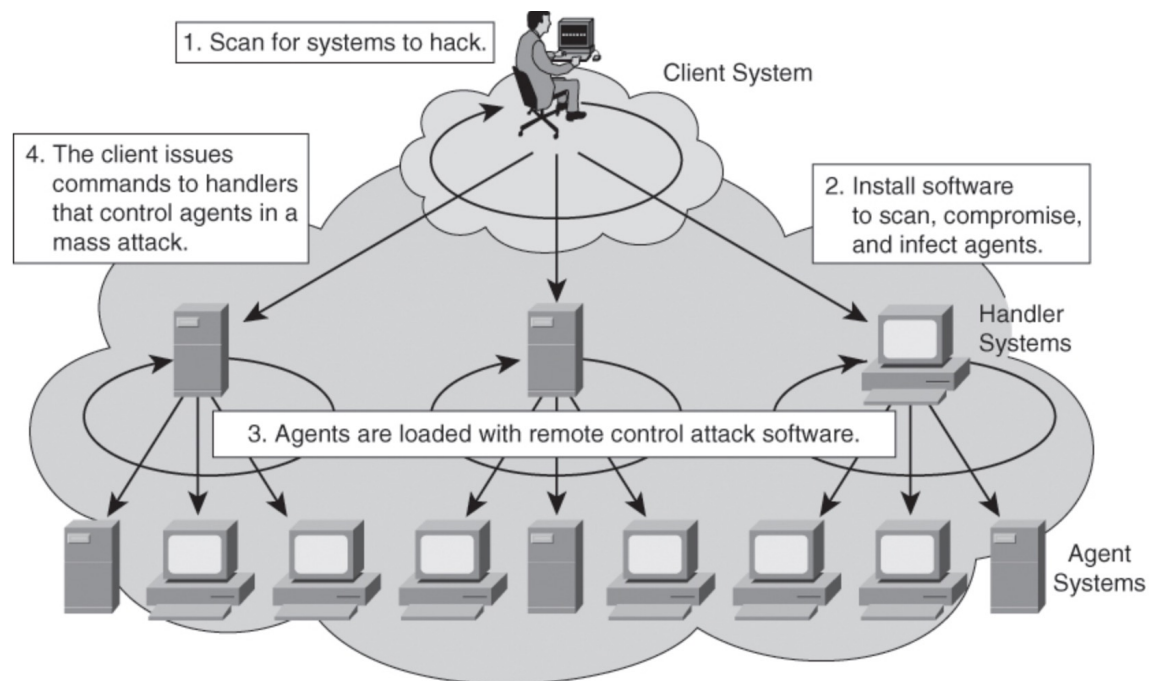 1. Scan for systems to hack.
Client System
4. The client issues
commands to handlers
that control agents in a
mass attack.
2. Install software
to scan, compromise,
and infect agents.
Handler
Systems
3. Agents are loaded with remote control attack software.
Agent
Systems